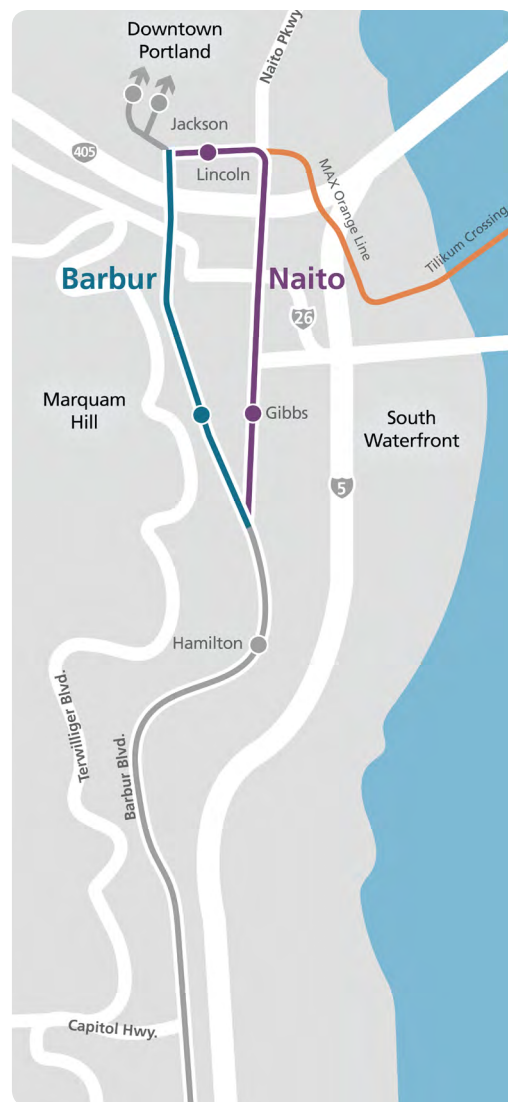 Downtown
Portland
Naito Pkwy
Jackson
405
Lincoln
MAX Orange Line
Tilikum Crossing
Barbur
Naito
26
Marquam
Hill
Gibbs
South
Waterfront
5
Hamilton
Terwilliger Blvd.
Barbur Blvd.
Capitol Hwy.